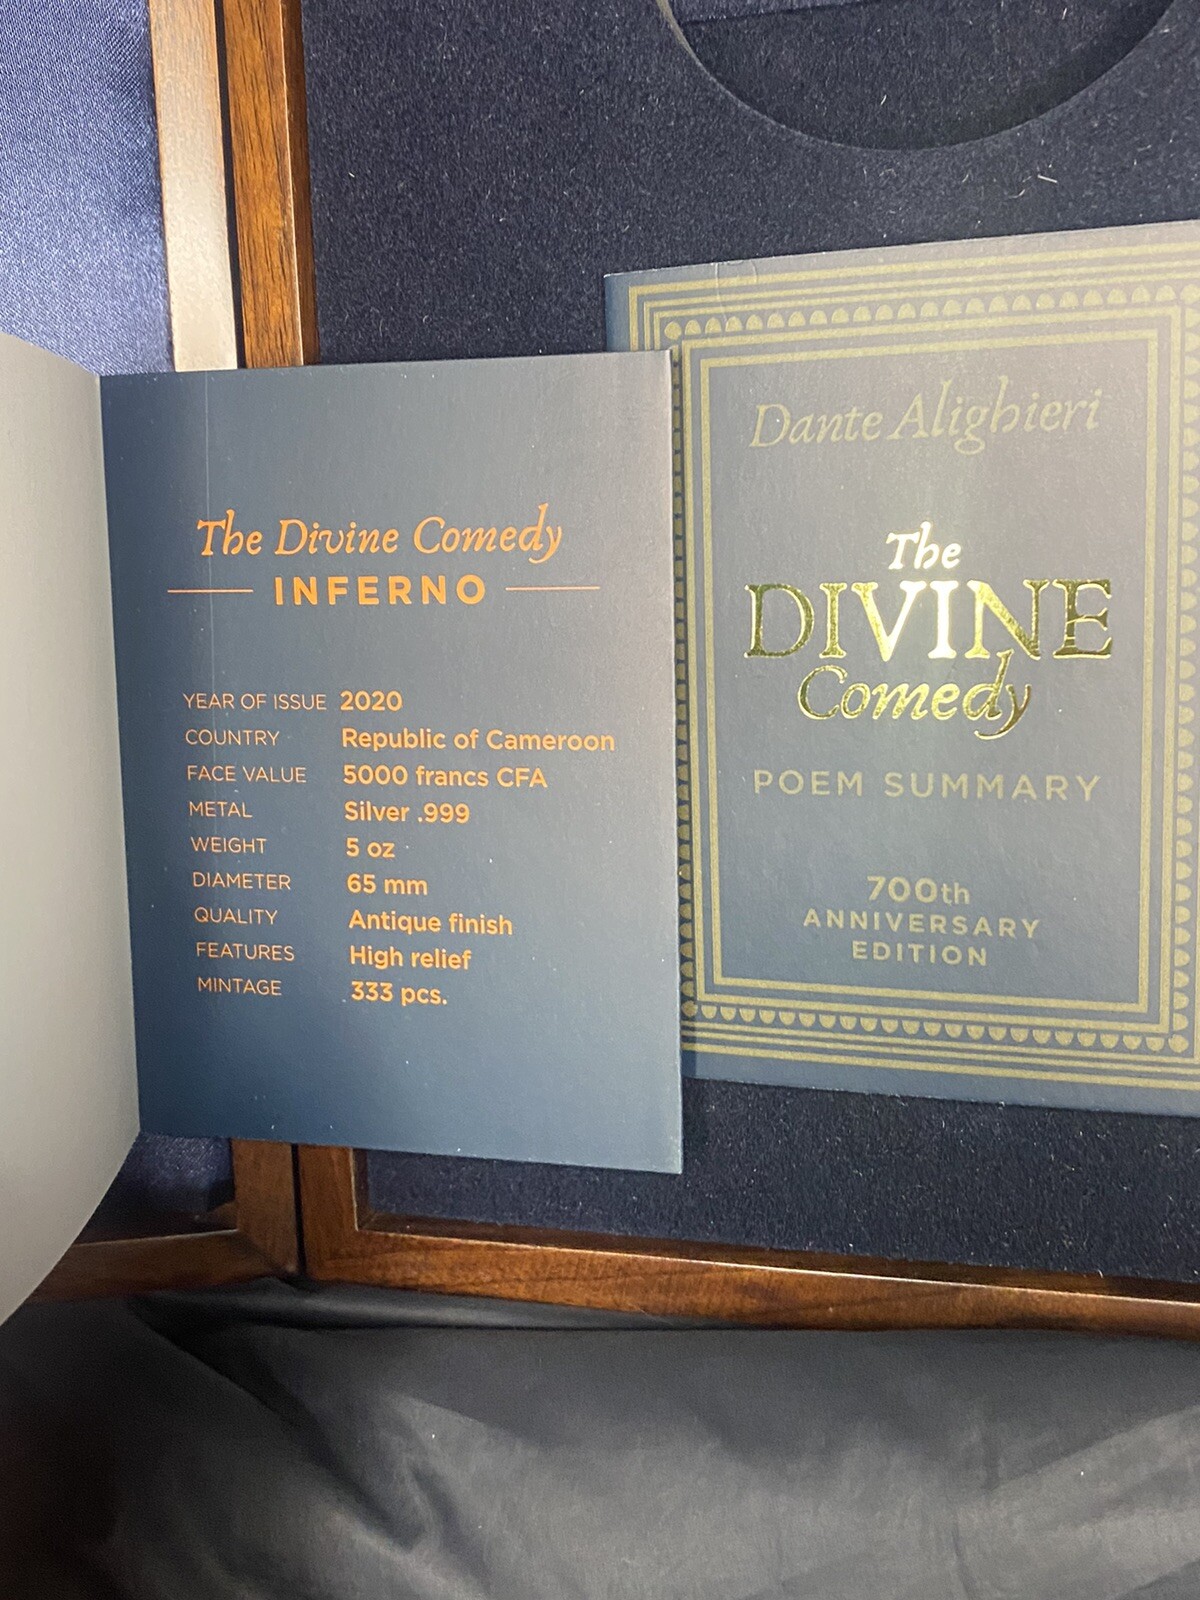 The Divine Comedy
INFERNO
YEAR OF ISSUE 2020
COUNTRY Republic of Cameroon
FACE VALUE 5000 francs CFA
METAL Silver .999
WEIGHT 5 oz
DIAMETER 65 mm
QUALITY Antique finish
FEATURES High relief
MINTAGE 333 pcs.
Dante Alighieri
The
DIVINE
Comedy
POEM SUMMARY
700th
ANNIVERSARY
EDITION